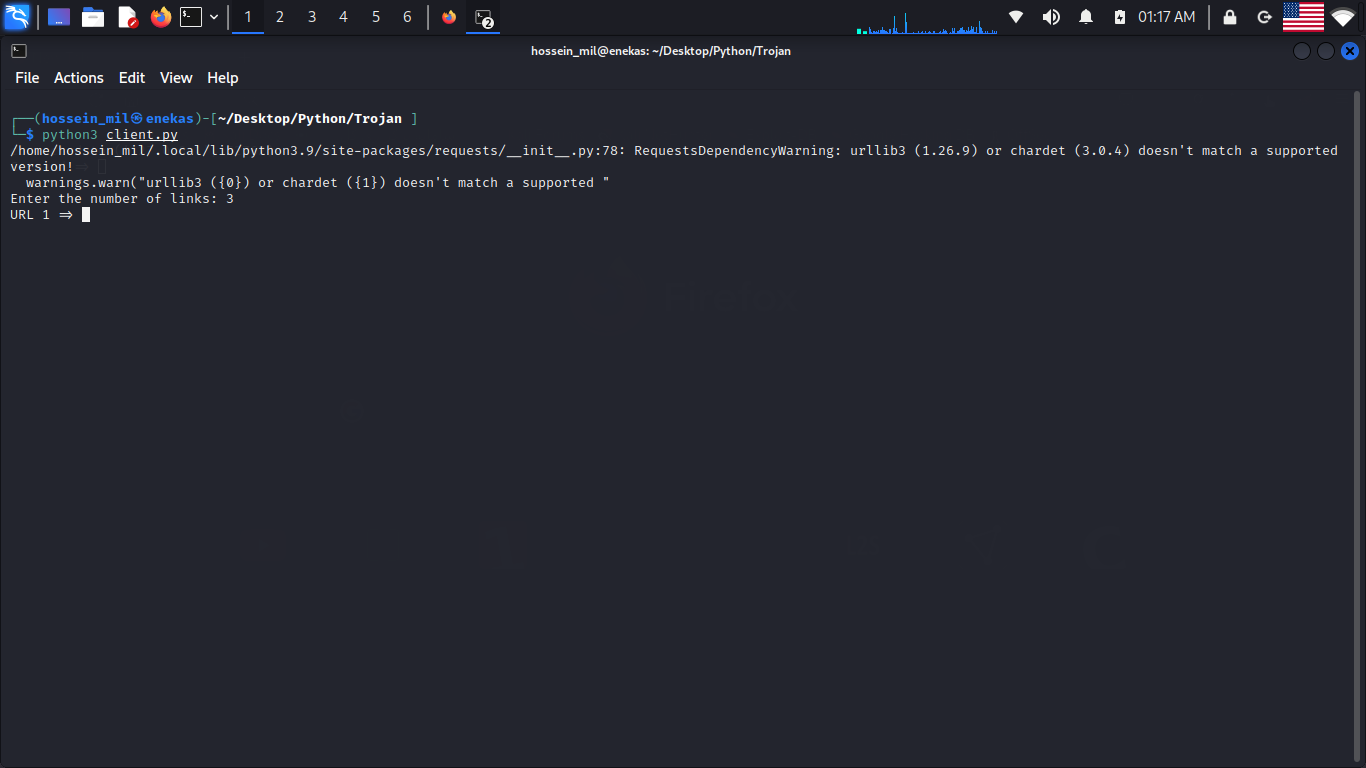 1 2 3 4 5 6 2 01:17 AM
hossein_mil@enekas: ~/Desktop/Python/Trojan
File Actions Edit View Help
┌──(hossein_mil㉿enekas)-[~/Desktop/Python/Trojan ]
└─$ python3 client.py
/home/hossein_mil/.local/lib/python3.9/site-packages/requests/__init__.py:78: RequestsDependencyWarning: urllib3 (1.26.9) or chardet (3.0.4) doesn't match a supported
version!
warnings.warn("urllib3 ({0}) or chardet ({1}) doesn't match a supported "
Enter the number of links: 3
URL 1 =>